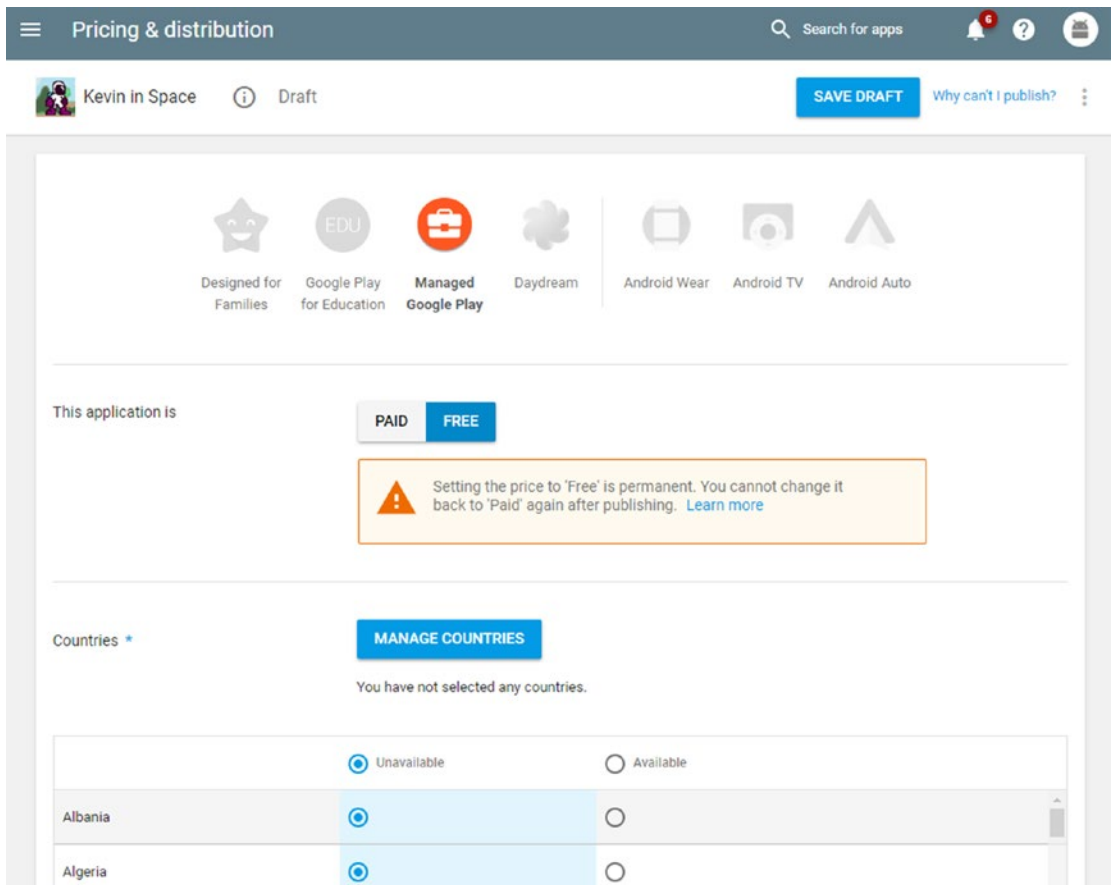 Pricing & distribution
Search for apps
6
Kevin in Space
Draft
SAVE DRAFT
Why can't I publish?
EDU
Designed for
Families
Google Play
for Education
Managed
Google Play
Daydream
Android Wear
Android TV
Android Auto
This application is
PAID
FREE
Setting the price to 'Free' is permanent. You cannot change it
back to 'Paid' again after publishing. Learn more
Countries *
MANAGE COUNTRIES
You have not selected any countries.
Unavailable
Available
Albania
Algeria